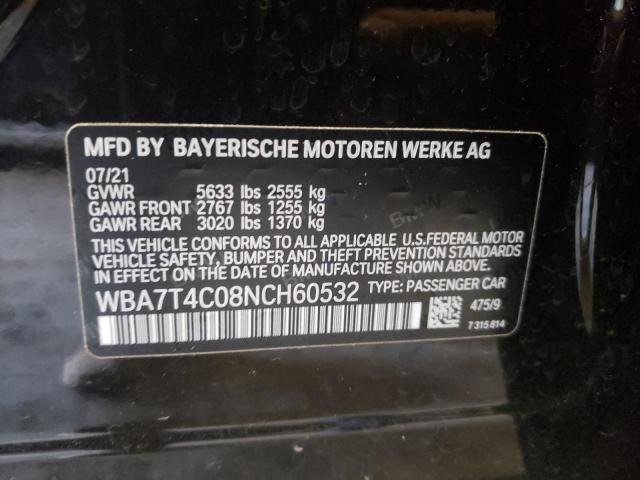 MFD BY BAYERISCHE MOTOREN WERKE AG
07/21
GVWR 5633 lbs 2555 kg
GAWR FRONT 2767 lbs 1255 kg
GAWR REAR 3020 lbs 1370 kg
THIS VEHICLE CONFORMS TO ALL APPLICABLE U.S.FEDERAL MOTOR
VEHICLE SAFETY, BUMPER AND THEFT PREVENTION STANDARDS
IN EFFECT ON THE DATE OF MANUFACTURE SHOWN ABOVE.
WBA7T4C08NCH60532 TYPE: PASSENGER CAR
475/9
7 315 814